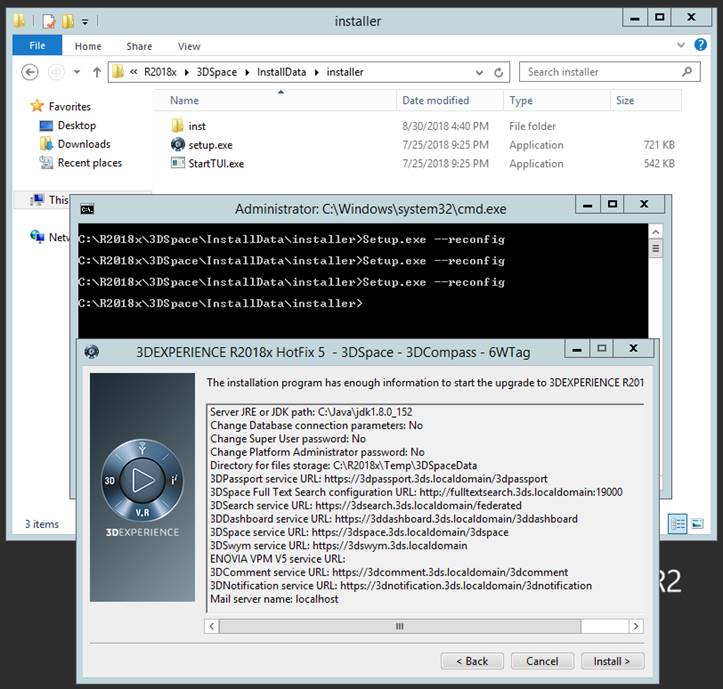 installer
File Home Share View
« R2018x 3DSpace InstallData installer Search installer
Name Date modified Type Size
Favorites
Desktop
Downloads
Recent places
This
Netw
inst 8/30/2018 4:40 PM File folder
setup.exe 7/25/2018 9:25 PM Application 721 KB
StartTUI.exe 7/25/2018 9:25 PM Application 542 KB
Administrator: C:\Windows\system32\cmd.exe
C:\R2018x\3DSpace\InstallData\installer>Setup.exe --reconfig
C:\R2018x\3DSpace\InstallData\installer>Setup.exe --reconfig
C:\R2018x\3DSpace\InstallData\installer>Setup.exe --reconfig
C:\R2018x\3DSpace\InstallData\installer>
3DEXPERIENCE R2018x HotFix 5 - 3DSpace - 3DCompass - 6WTag
The installation program has enough information to start the upgrade to 3DEXPERIENCE R201
Server JRE or JDK path: C:\Java\jdk1.8.0_152
Change Database connection parameters: No
Change Super User password: No
Change Platform Administrator password: No
Directory for files storage: C:\R2018x\Temp\3DSpaceData
3DPassport service URL: https://3dpassport.3ds.localdomain/3dpassport
3DSpace Full Text Search configuration URL: http://fulltextsearch.3ds.localdomain:19000
3DSearch service URL: https://3dsearch.3ds.localdomain/federated
3DDashboard service URL: https://3ddashboard.3ds.localdomain/3ddashboard
3DSpace service URL: https://3dspace.3ds.localdomain/3dspace
3DSwym service URL: https://3dswym.3ds.localdomain
ENOVIA VPM V5 service URL:
3DComment service URL: https://3dcomment.3ds.localdomain/3dcomment
3DNotification service URL: https://3dnotification.3ds.localdomain/3dnotification
Mail server name: localhost
3D
V.R
3DEXPERIENCE
3 items
R2
< Back Cancel Install >